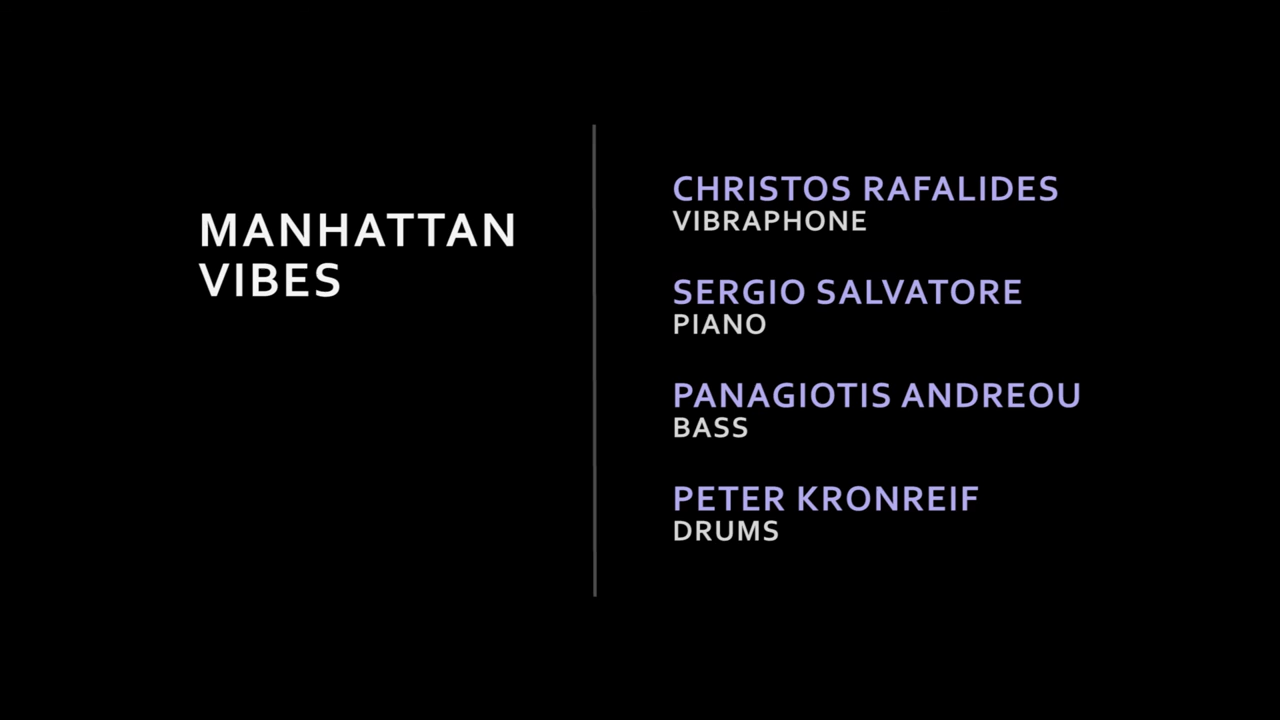 MANHATTAN
VIBES
CHRISTOS RAFALIDES
VIBRAPHONE
SERGIO SALVATORE
PIANO
PANAGIOTIS ANDREOU
BASS
PETER KRONREIF
DRUMS